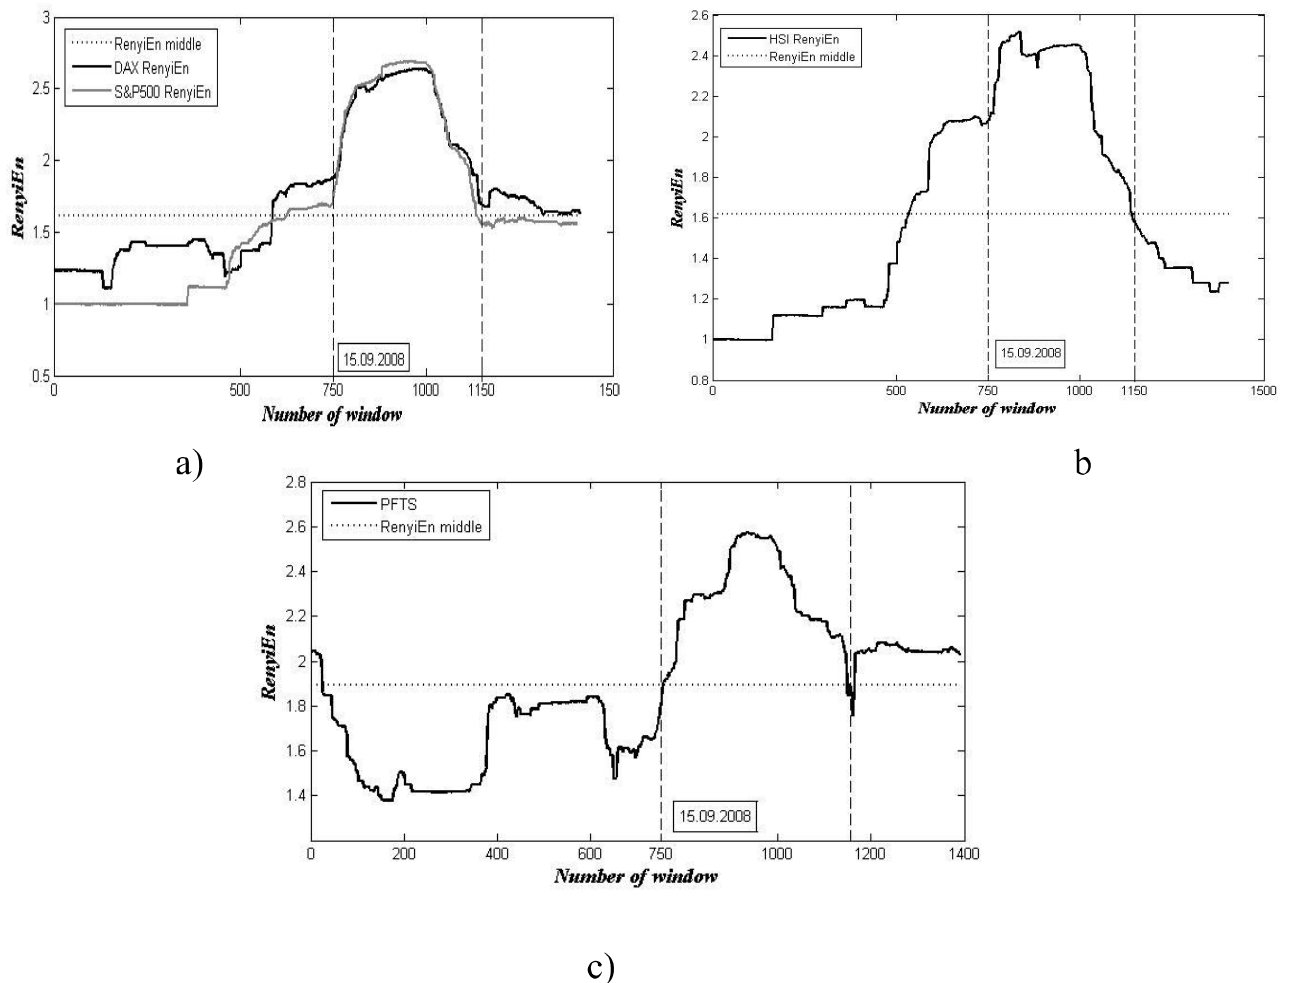 RenyiEn middle
DAX RenyiEn
S&P500 RenyiEn
3
2.5
2
1.5
1
0.5
RenyiEn
15.09.2008
0 500 750 1000 1150 150
Number of window
a)
HSI RenyiEn
RenyiEn middle
2.6
2.4
2.2
2
1.8
1.6
1.4
1.2
1
0.8
RenyiEn
15.09.2008
0 500 750 1000 1150 1500
Number of window
b
PFTS
RenyiEn middle
2.8
2.6
2.4
2.2
2
1.8
1.6
1.4
RenyiEn
15.09.2008
0 200 400 600 750 1000 1200 1400
Number of window
c)